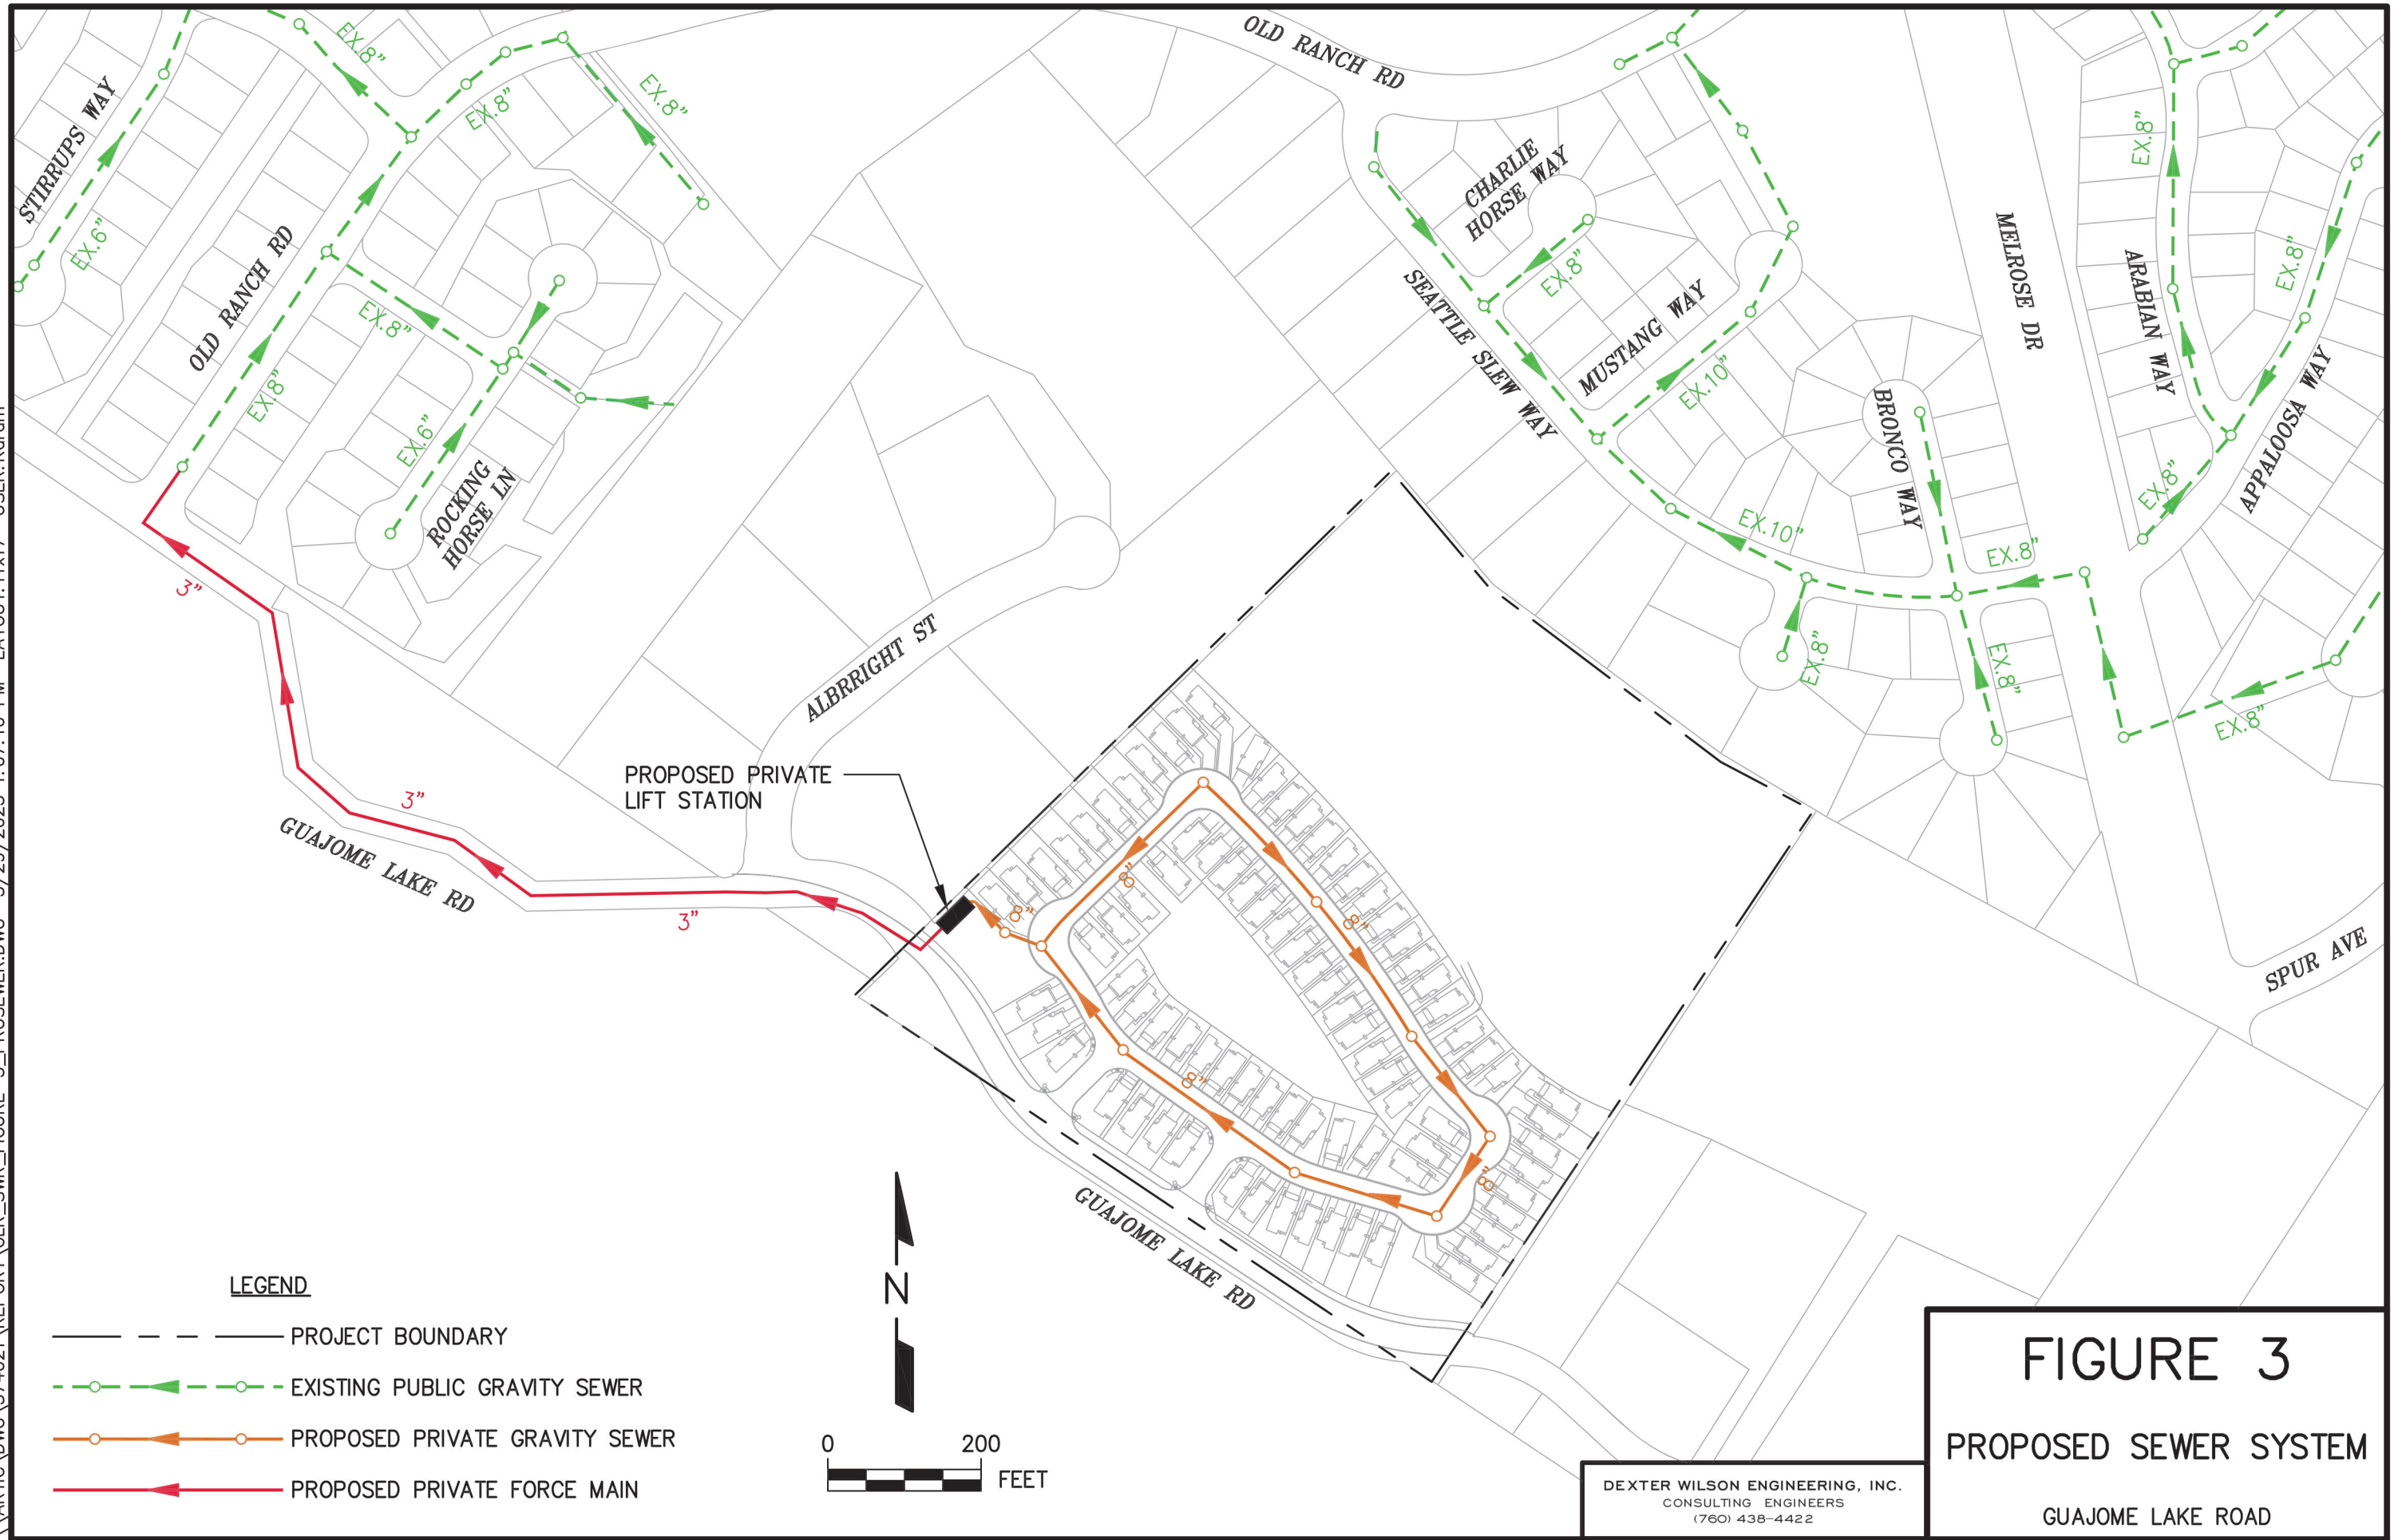 OLD RANCH RD
EX.8”
EX.8”
EX.8”
STIRRUPS WAY
EX.6”
OLD RANCH RD
EX.8”
EX.8”
EX.6”
ROCKING
HORSE LN
CHARLIE
HORSE WAY
EX.8”
SEATTLE SLEW WAY
MUSTANG WAY
EX.10”
BRONCO WAY
EX.10”
EX.8”
EX.8”
EX.8”
MELROSE DR
EX.8”
ARABIAN WAY
EX.8”
APPALOOSA WAY
EX.8”
EX.8”
SPUR AVE
3”
3”
3”
GUAJOME LAKE RD
ALBRRIGHT ST
PROPOSED PRIVATE
LIFT STATION
8”
8”
8”
8”
8”
GUAJOME LAKE RD
LEGEND
PROJECT BOUNDARY
EXISTING PUBLIC GRAVITY SEWER
PROPOSED PRIVATE GRAVITY SEWER
PROPOSED PRIVATE FORCE MAIN
N
0 200
FEET
DEXTER WILSON ENGINEERING, INC.
CONSULTING ENGINEERS
(760) 438-4422
FIGURE 3
PROPOSED SEWER SYSTEM
GUAJOME LAKE ROAD